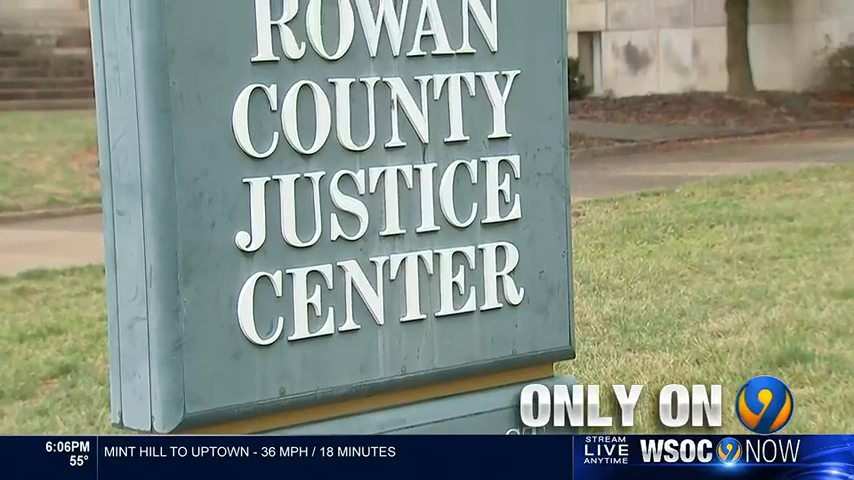 ROWAN
COUNTY
JUSTICE
CENTER
ONLY ON 9
6:06PM
55°
MINT HILL TO UPTOWN - 36 MPH / 18 MINUTES
STREAM
LIVE
ANYTIME
WSOC 9 NOW